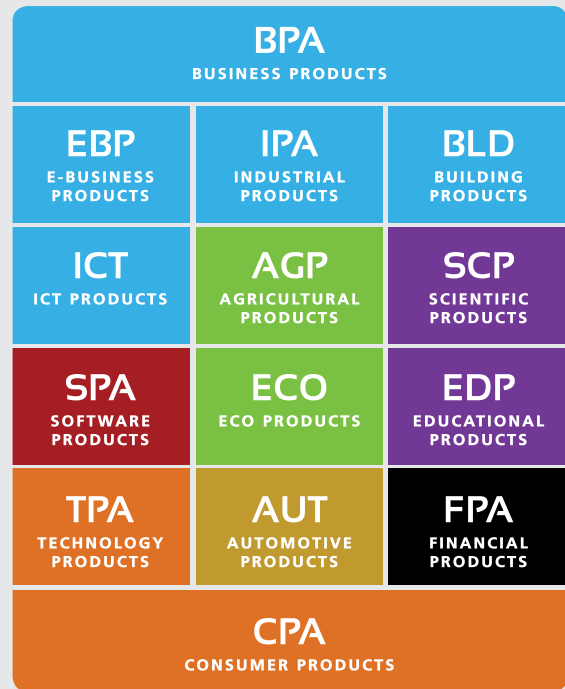 BPA
BUSINESS PRODUCTS
EBP
E-BUSINESS
PRODUCTS
IPA
INDUSTRIAL
PRODUCTS
BLD
BUILDING
PRODUCTS
ICT
ICT PRODUCTS
AGP
AGRICULTURAL
PRODUCTS
SCP
SCIENTIFIC
PRODUCTS
SPA
SOFTWARE
PRODUCTS
ECO
ECO PRODUCTS
EDP
EDUCATIONAL
PRODUCTS
TPA
TECHNOLOGY
PRODUCTS
AUT
AUTOMOTIVE
PRODUCTS
FPA
FINANCIAL
PRODUCTS
CPA
CONSUMER PRODUCTS